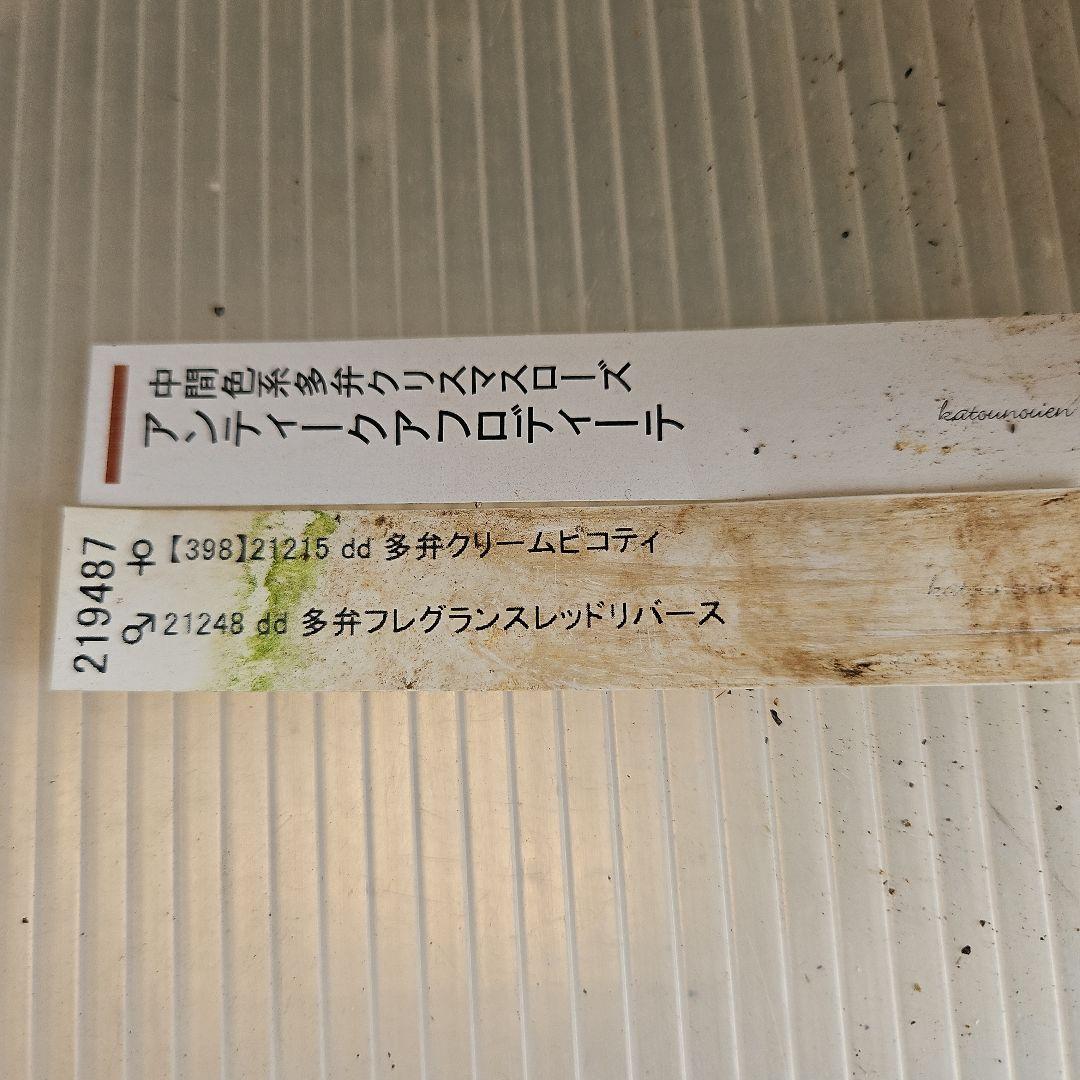 中間色系多弁クリスマスローズ
アンティークアフロディーテ
katounouen
219487
♀【398】21215 dd 多弁クリームピコティ
♂21248 dd 多弁フレグランスレッドリバース